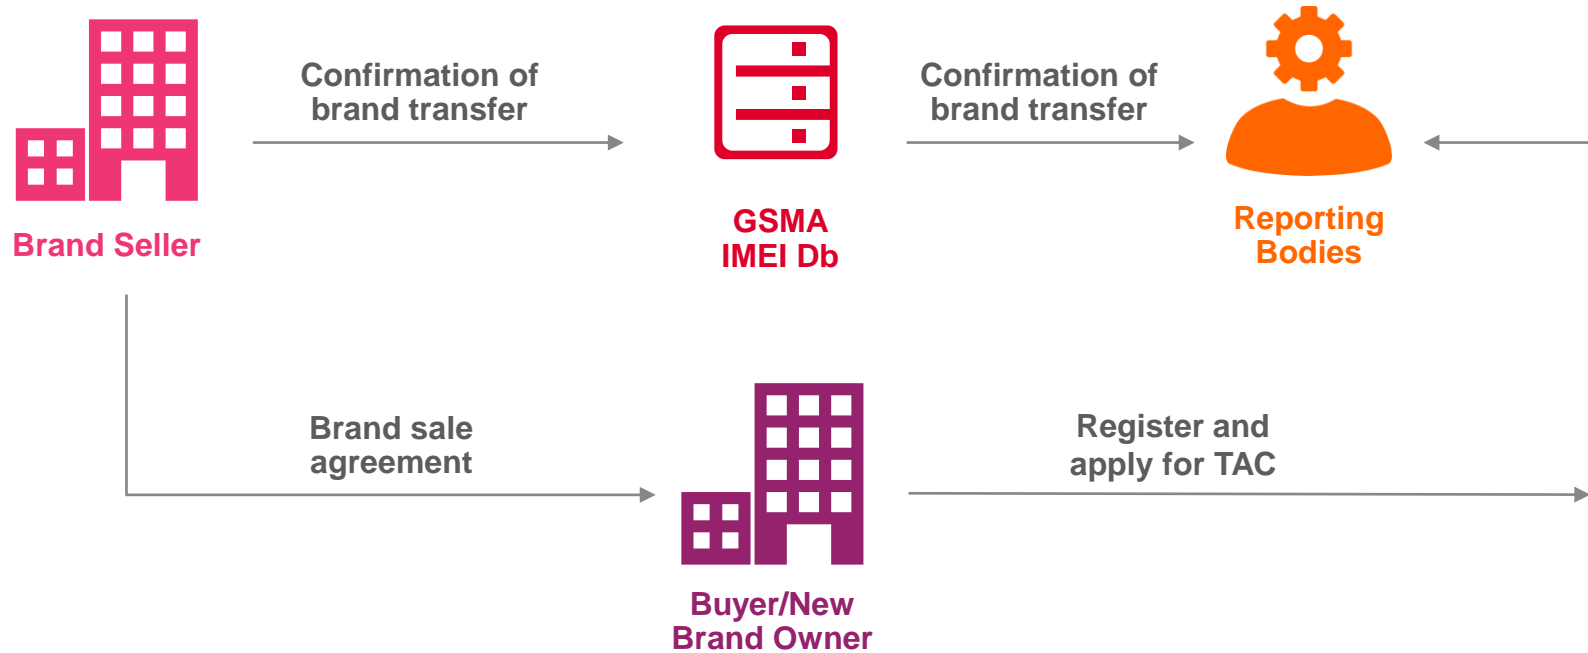 Confirmation of
brand transfer
Confirmation of
brand transfer
Brand Seller
GSMA
IMEI Db
Reporting
Bodies
Brand sale
agreement
Register and
apply for TAC
Buyer/New
Brand Owner